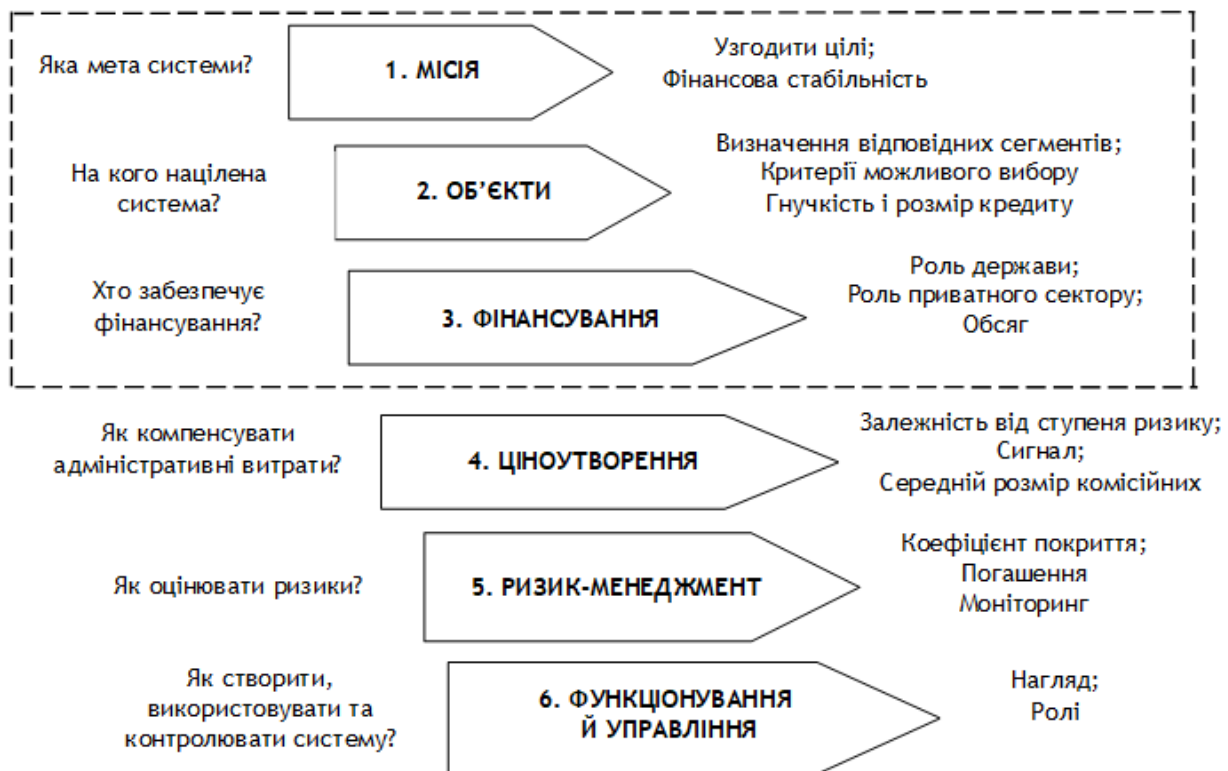 Яка мета системи?
1. МІСІЯ
Узгодити цілі;
Фінансова стабільність
На кого націлена
система?
2. ОБ’ЄКТИ
Визначення відповідних сегментів;
Критерії можливого вибору
Гнучкість і розмір кредиту
Хто забезпечує
фінансування?
3. ФІНАНСУВАННЯ
Роль держави;
Роль приватного сектору;
Обсяг
Як компенсувати
адміністративні витрати?
4. ЦІНОУТВОРЕННЯ
Залежність від ступеня ризику;
Сигнал;
Середній розмір комісійних
Як оцінювати ризики?
5. РИЗИК-МЕНЕДЖМЕНТ
Коефіцієнт покриття;
Погашення
Моніторинг
Як створити,
використовувати та
контролювати систему?
6. ФУНКЦІОНУВАННЯ
Й УПРАВЛІННЯ
Нагляд;
Ролі